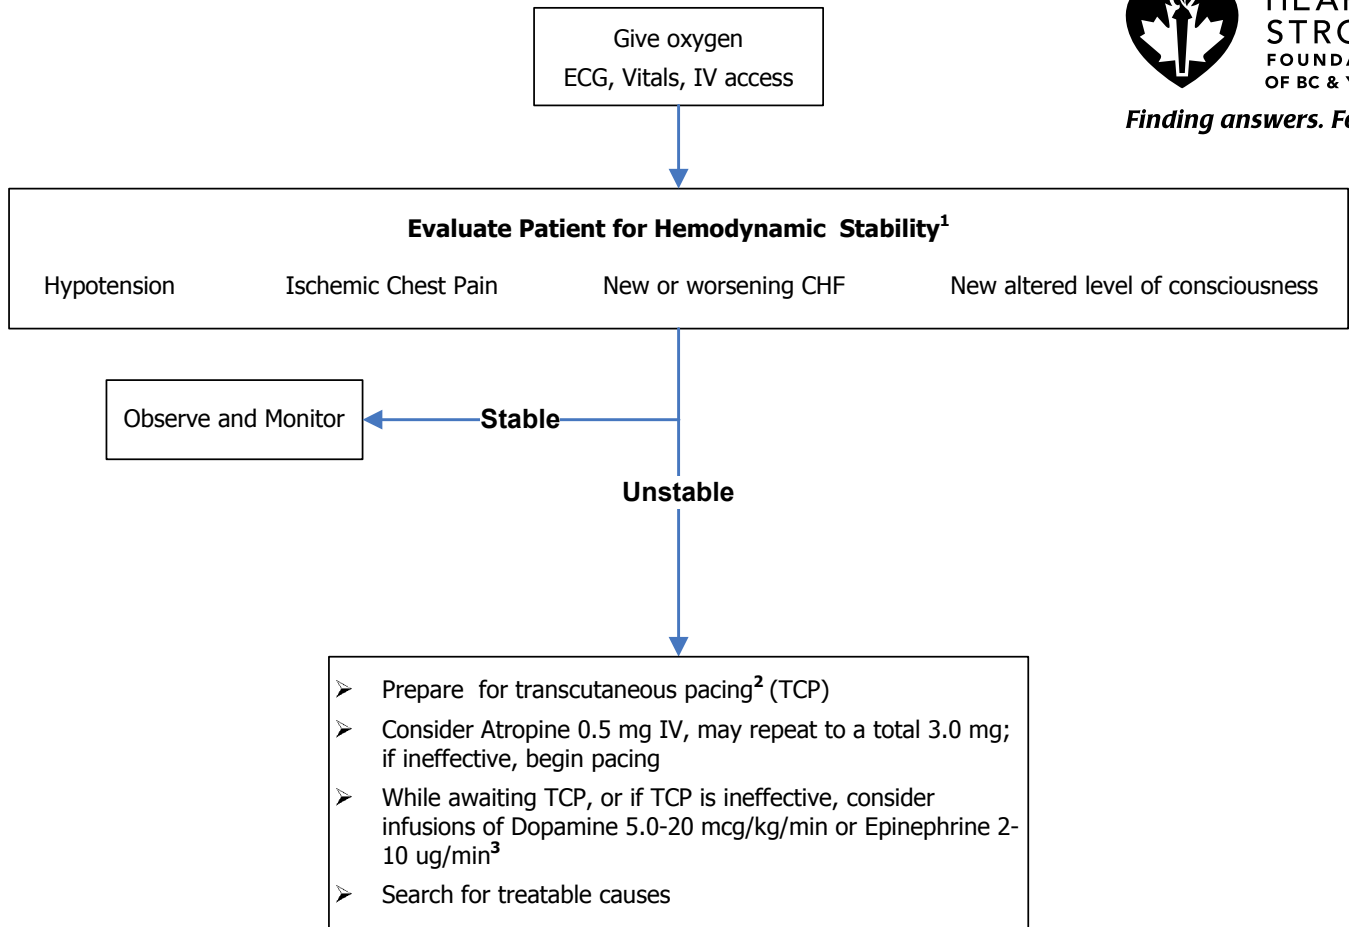 Give oxygen
ECG, Vitals, IV access
OF BC &
Finding answers.
Evaluate Patient for Hemodynamic Stability1
Hypotension Ischemic Chest Pain New or worsening CHF New altered level of consciousness
Observe and Monitor
Stable
Unstable
➢ Prepare for transcutaneous pacing2 (TCP)
➢ Consider Atropine 0.5 mg IV, may repeat to a total 3.0 mg;
if ineffective, begin pacing
➢ While awaiting TCP, or if TCP is ineffective, consider
infusions of Dopamine 5.0-20 mcg/kg/min or Epinephrine 2-
10 ug/min3
➢ Search for treatable causes